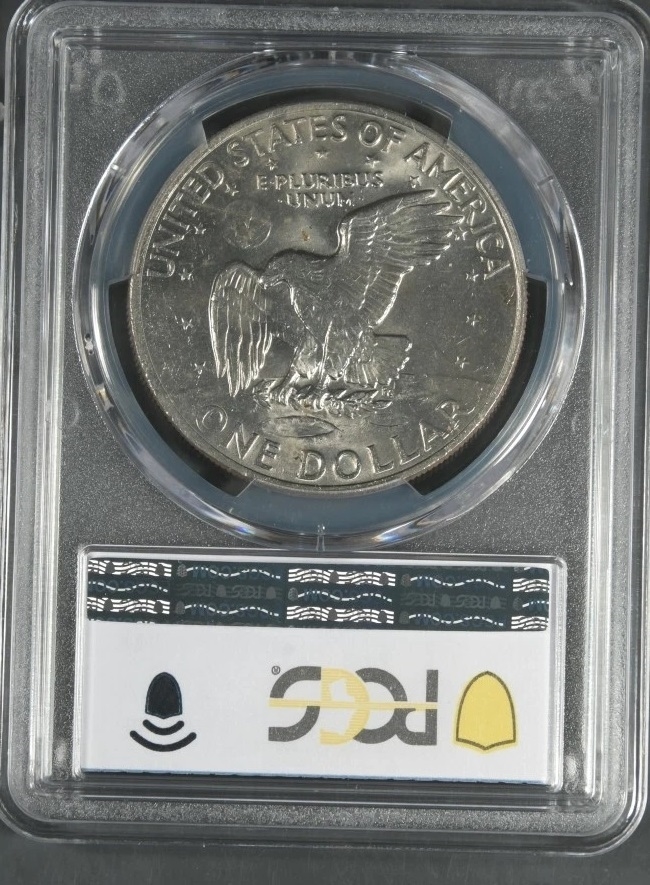 UNITED STATES OF AMERICA
E·PLURIBUS
·UNUM·
ONE DOLLAR
PCGS